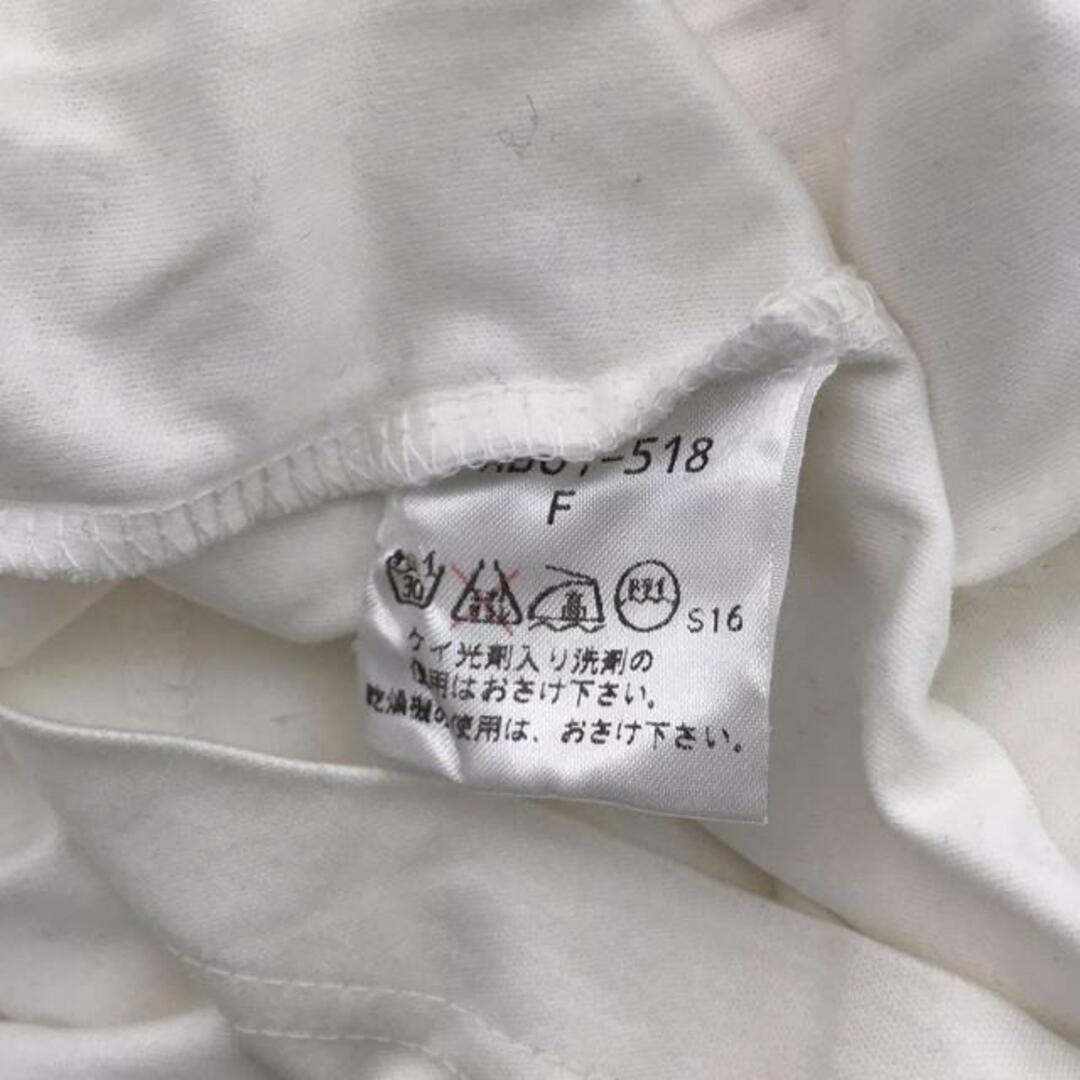 -518
F
30
高
S16
ケイ光剤入り洗剤の
使用はおさけ下さい。
乾燥機の使用は、おさけ下さい。